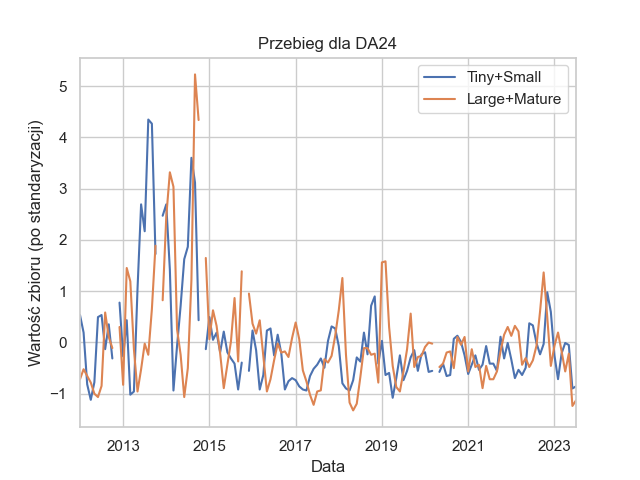 Przebieg dla DA24
Tiny+Small
Large+Mature
Wartość zbioru (po standaryzacji)
5
4
3
2
1
0
−1
2013
2015
2017
2019
2021
2023
Data